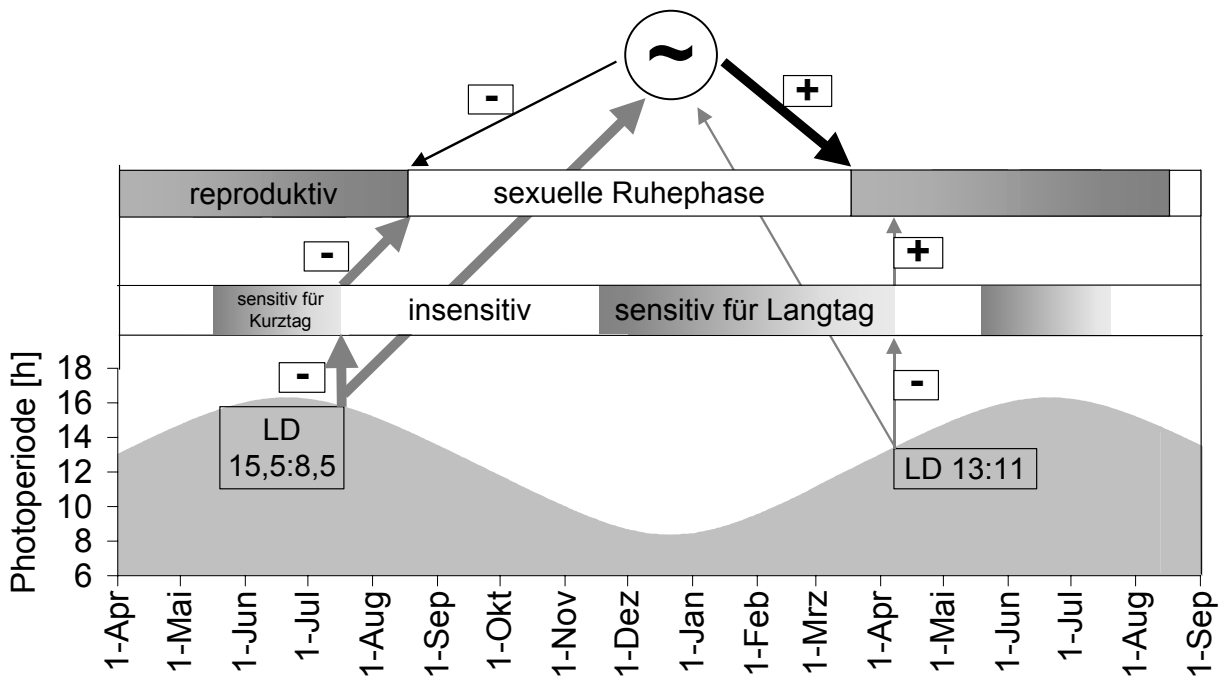 ~
-
+
reproduktiv
sexuelle Ruhephase
-
+
sensitiv für
Kurztag
insensitiv
sensitiv für Langtag
Photoperiode [h]
18
16
14
12
10
8
6
-
-
LD
15,5:8,5
LD 13:11
1-Apr
1-Mai
1-Jun
1-Jul
1-Aug
1-Sep
1-Okt
1-Nov
1-Dez
1-Jan
1-Feb
1-Mrz
1-Apr
1-Mai
1-Jun
1-Jul
1-Aug
1-Sep